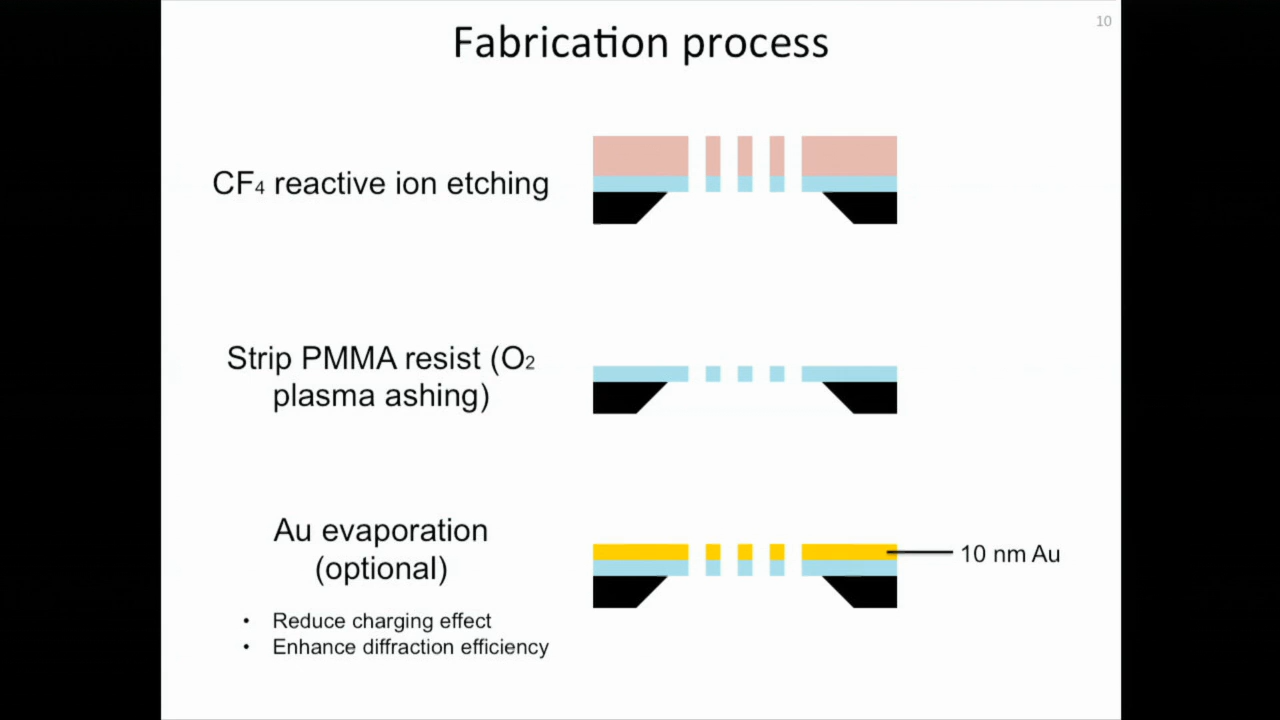 10
Fabrication process
CF₄ reactive ion etching
Strip PMMA resist (O₂
plasma ashing)
Au evaporation
(optional)
10 nm Au
• Reduce charging effect
• Enhance diffraction efficiency